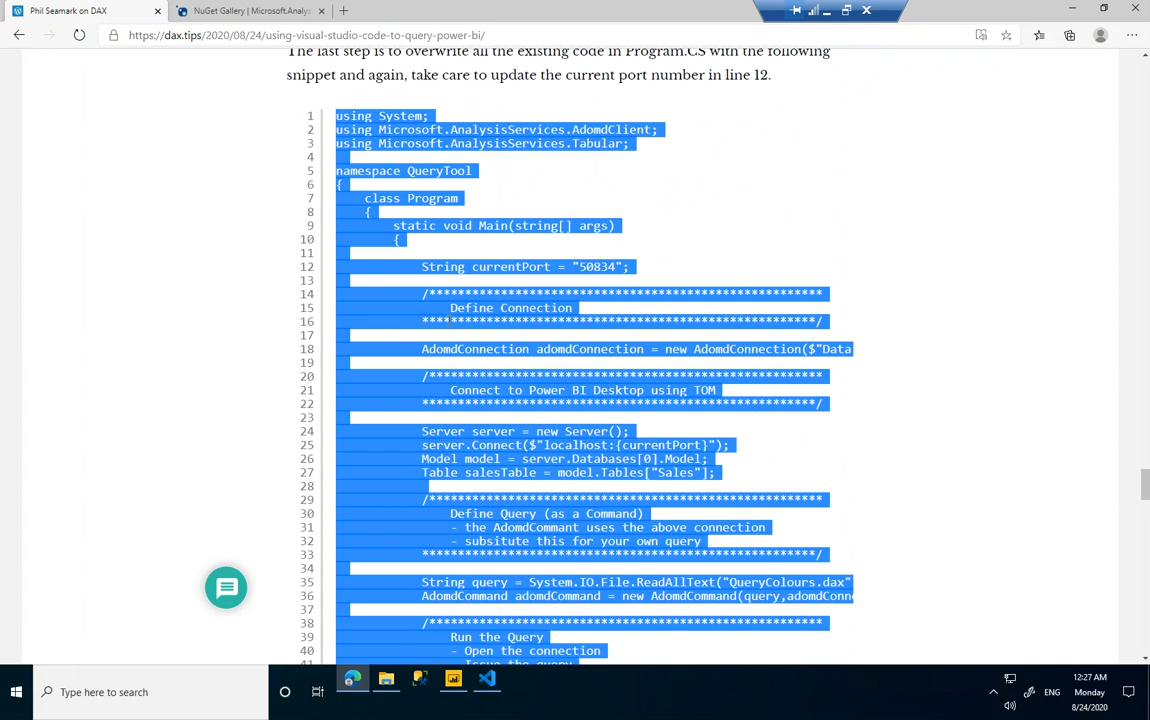 Phil Seamark on DAX
NuGet Gallery | Microsoft.Analys
https://dax.tips/2020/08/24/using-visual-studio-code-to-query-power-bi/
The last step is to overwrite all the existing code in Program.CS with the following
snippet and again, take care to update the current port number in line 12.
1 using System;
2 using Microsoft.AnalysisServices.AdomdClient;
3 using Microsoft.AnalysisServices.Tabular;
4
5 namespace QueryTool
6 {
7 class Program
8 {
9 static void Main(string[] args)
10 {
11
12 String currentPort = "50834";
13
14 /*******************************************************
15 Define Connection
16 *******************************************************/
17
18 AdomdConnection adomdConnection = new AdomdConnection($"Data
19
20 /*******************************************************
21 Connect to Power BI Desktop using TOM
22 *******************************************************/
23
24 Server server = new Server();
25 server.Connect($"localhost:{currentPort}");
26 Model model = server.Databases[0].Model;
27 Table salesTable = model.Tables["Sales"];
28
29 /*******************************************************
30 Define Query (as a Command)
31 - the AdomdCommant uses the above connection
32 - subsitute this for your own query
33 *******************************************************/
34
35 String query = System.IO.File.ReadAllText("QueryColours.dax"
36 AdomdCommand adomdCommand = new AdomdCommand(query,adomdConne
37
38 /*******************************************************
39 Run the Query
40 - Open the connection
41 - Issue the query
Type here to search
ENG
12:27 AM
Monday
8/24/2020